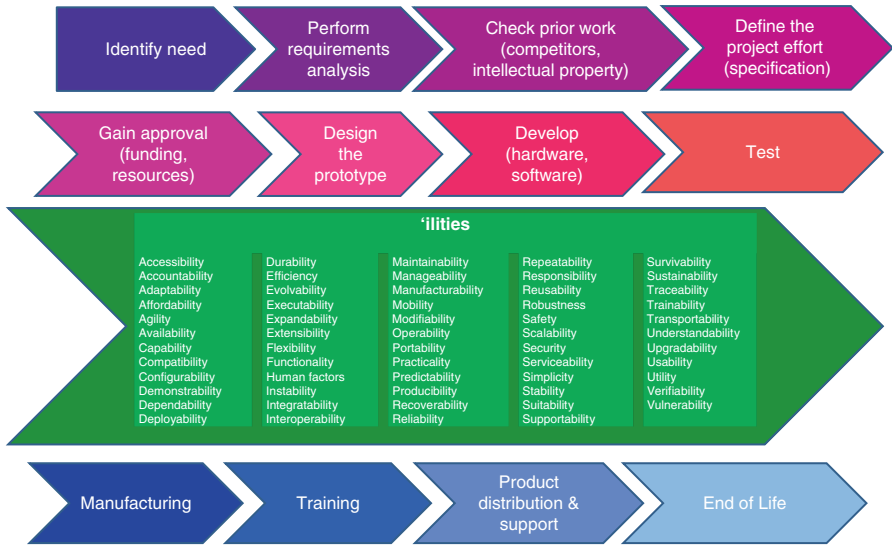 Identify need
Perform
requirements
analysis
Check prior work
(competitors,
intellectual property)
Define the
project effort
(specification)
Gain approval
(funding,
resources)
Design
the
prototype
Develop
(hardware,
software)
Test
‘ilities
Accessibility
Accountability
Adaptability
Affordability
Agility
Availability
Capability
Compatibility
Configurability
Demonstrability
Dependability
Deployability
Durability
Efficiency
Evolvability
Executability
Expandability
Extensibility
Flexibility
Functionality
Human factors
Instability
Integratability
Interoperability
Maintainability
Manageability
Manufacturability
Mobility
Modifiability
Operability
Portability
Practicality
Predictability
Producibility
Recoverability
Reliability
Repeatability
Responsibility
Reusability
Robustness
Safety
Scalability
Security
Serviceability
Simplicity
Stability
Suitability
Supportability
Survivability
Sustainability
Traceability
Trainability
Transportability
Understandability
Upgradability
Usability
Utility
Verifiability
Vulnerability
Manufacturing
Training
Product
distribution &
support
End of Life